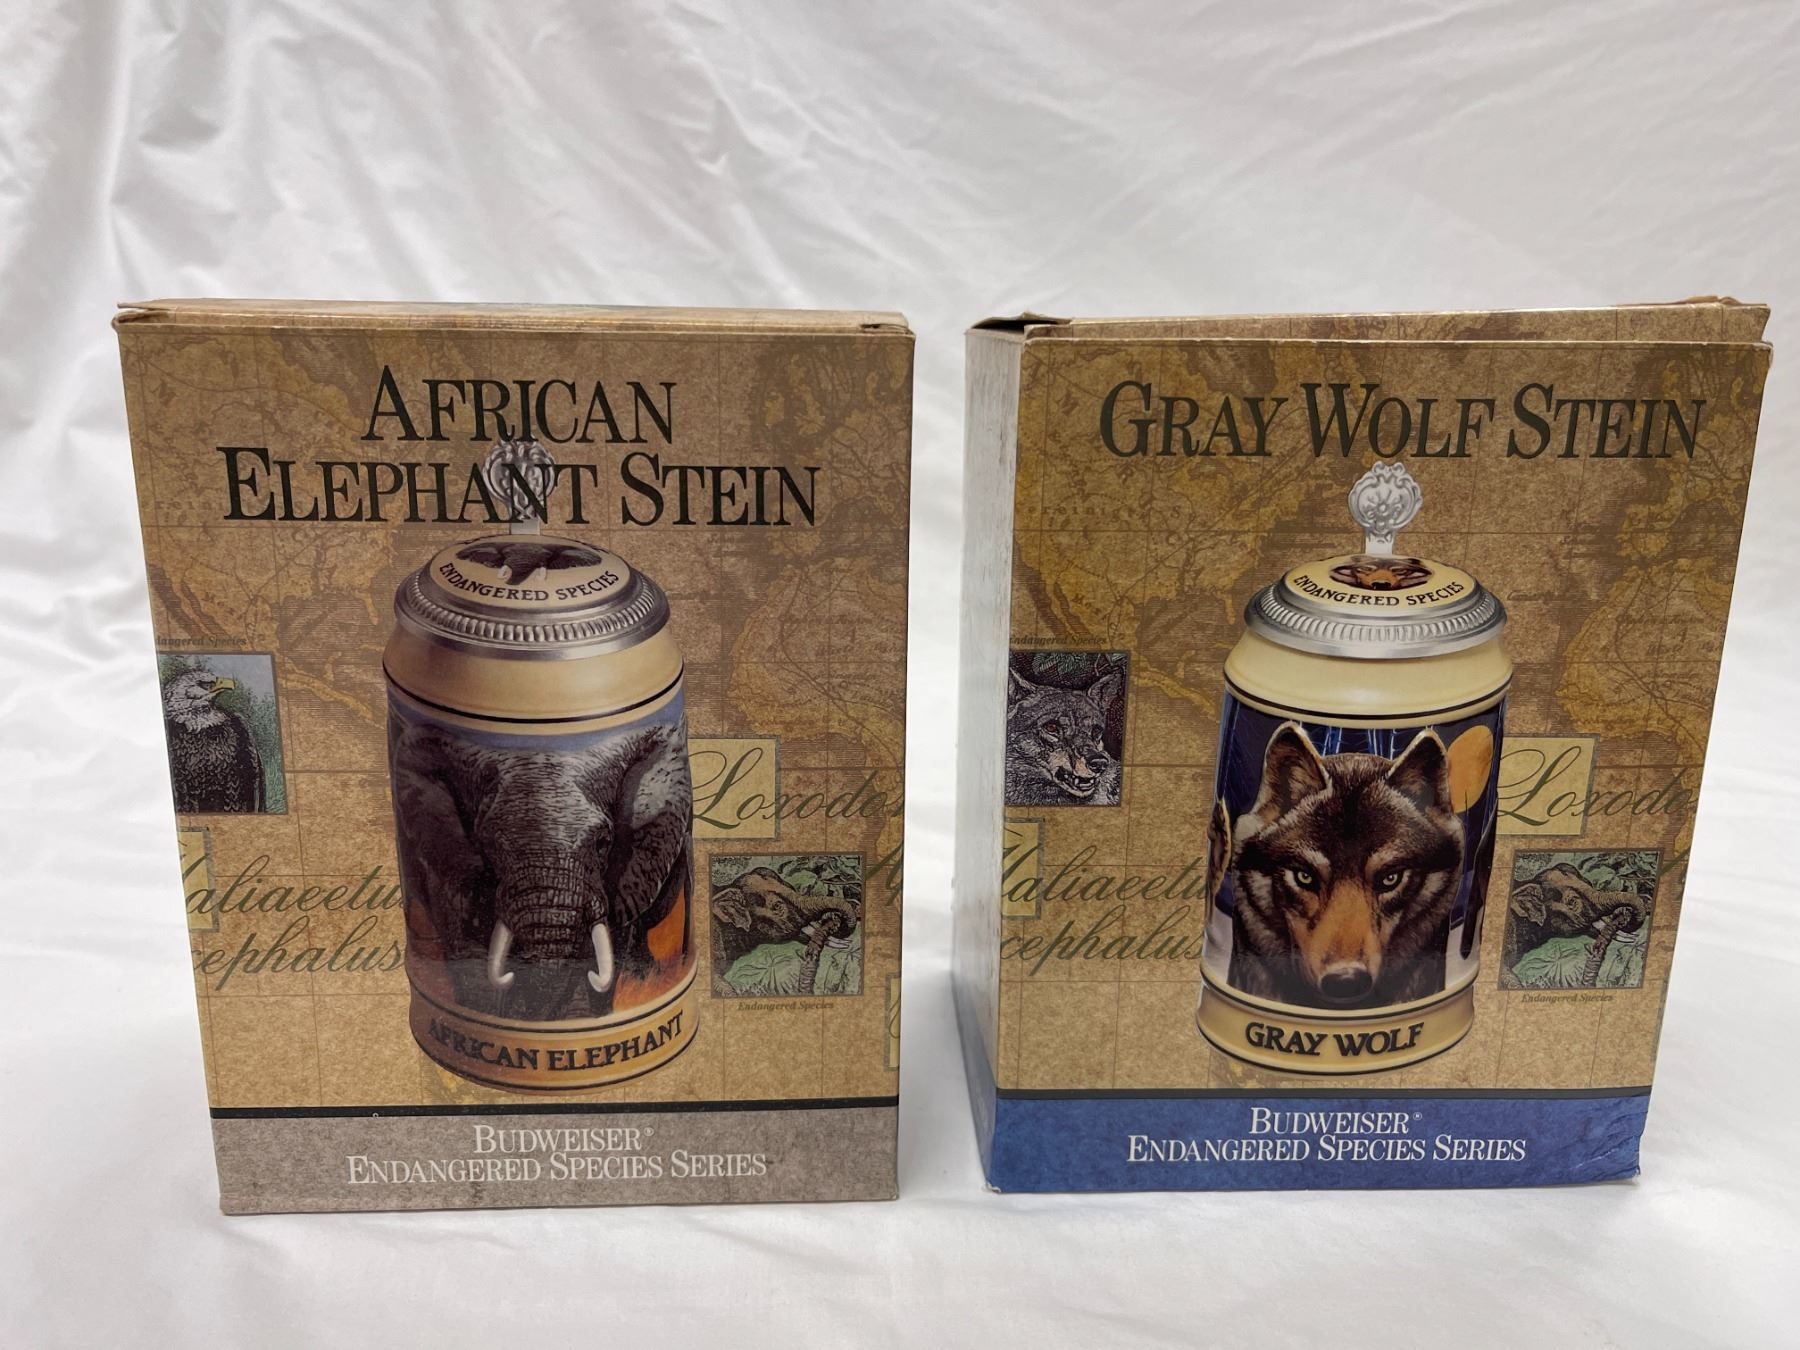 AFRICAN
ELEPHANT STEIN
ENDANGERED SPECIES
Endangered Species
Loxodo
aliaeetu
cephalus
Endangered Species
AFRICAN ELEPHANT
BUDWEISER®
ENDANGERED SPECIES SERIES
GRAY WOLF STEIN
ereinigte S
ENDANGERED SPECIES
Endangered Species
Loxodo
aliaeetu
cephalus
Endangered Species
GRAY WOLF
BUDWEISER®
ENDANGERED SPECIES SERIES